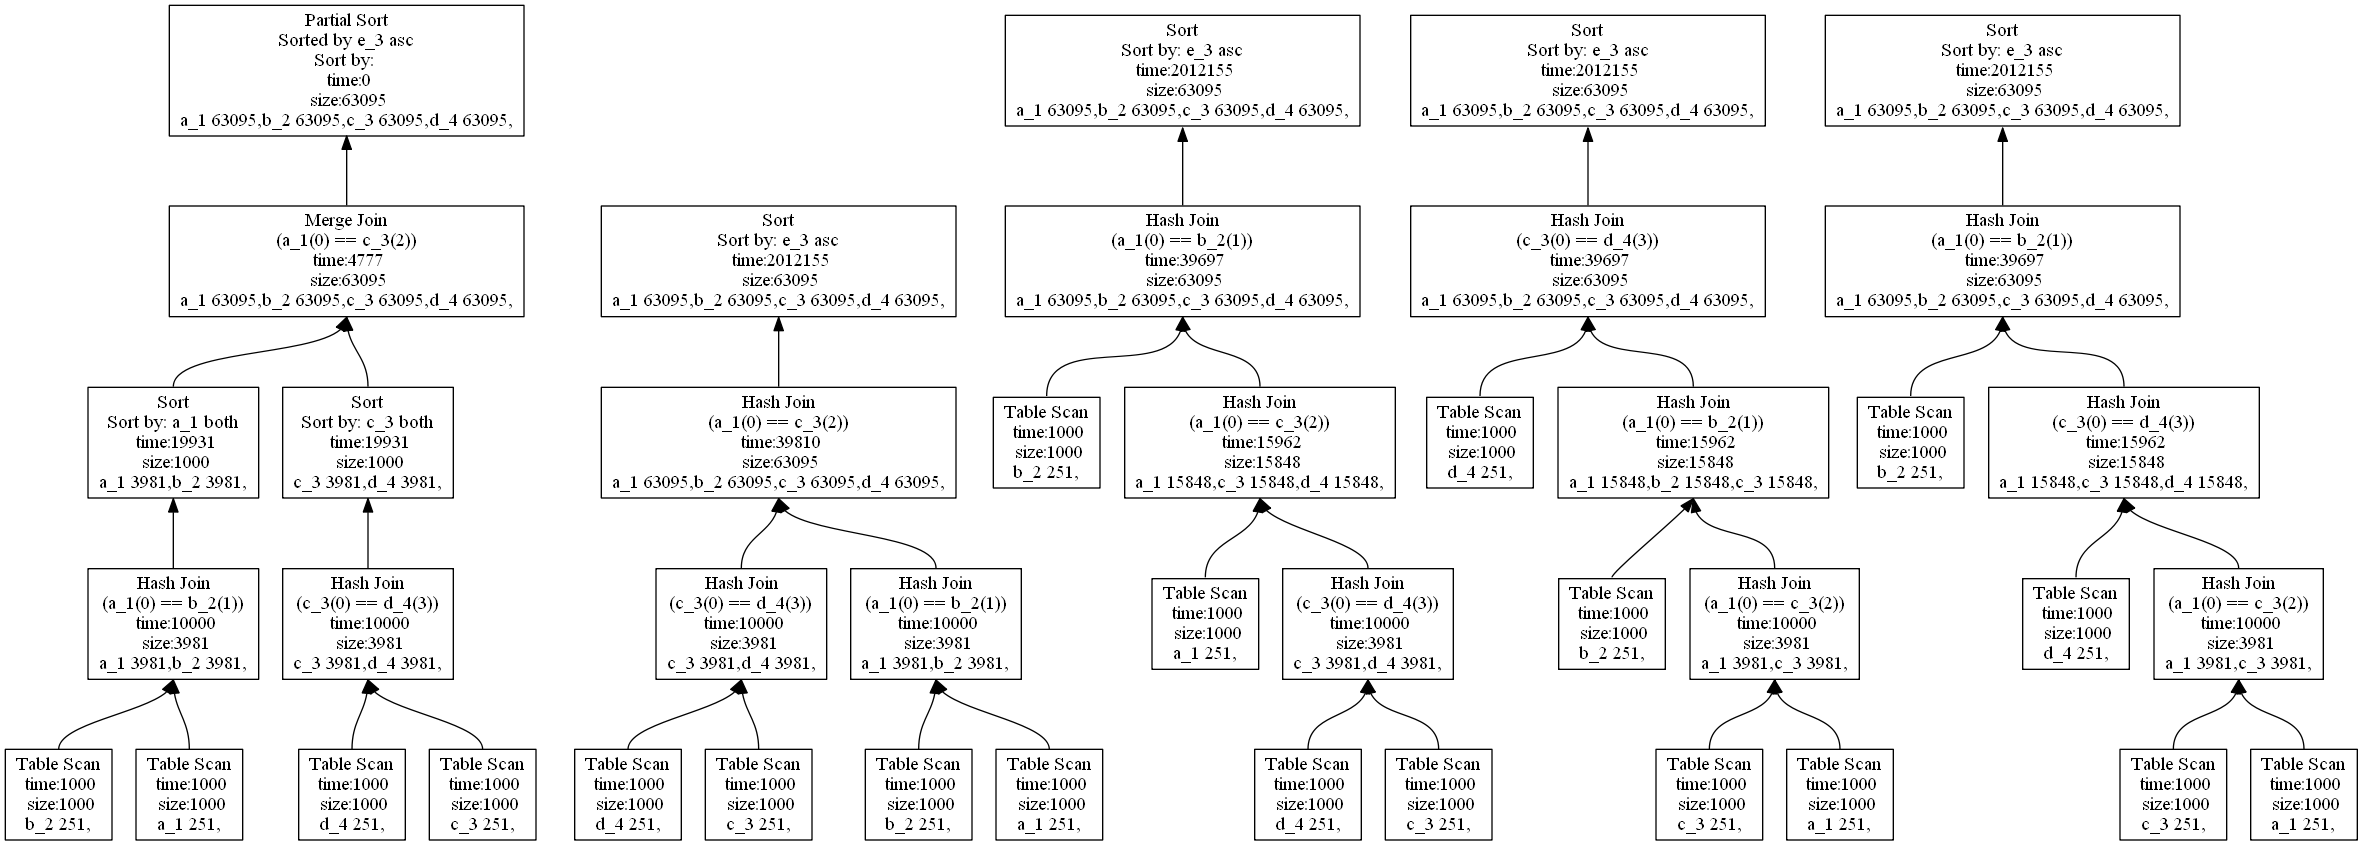 Partial Sort
Sorted by e_3 asc
Sort by:
time:0
size:63095
a_1 63095,b_2 63095,c_3 63095,d_4 63095,
Merge Join
(a_1(0) == c_3(2))
time:4777
size:63095
a_1 63095,b_2 63095,c_3 63095,d_4 63095,
Sort
Sort by: a_1 both
time:19931
size:1000
a_1 3981,b_2 3981,
Sort
Sort by: c_3 both
time:19931
size:1000
c_3 3981,d_4 3981,
Hash Join
(a_1(0) == b_2(1))
time:10000
size:3981
a_1 3981,b_2 3981,
Hash Join
(c_3(0) == d_4(3))
time:10000
size:3981
c_3 3981,d_4 3981,
Table Scan
time:1000
size:1000
b_2 251,
Table Scan
time:1000
size:1000
a_1 251,
Table Scan
time:1000
size:1000
d_4 251,
Table Scan
time:1000
size:1000
c_3 251,
Sort
Sort by: e_3 asc
time:2012155
size:63095
a_1 63095,b_2 63095,c_3 63095,d_4 63095,
Hash Join
(a_1(0) == c_3(2))
time:39810
size:63095
a_1 63095,b_2 63095,c_3 63095,d_4 63095,
Hash Join
(c_3(0) == d_4(3))
time:10000
size:3981
c_3 3981,d_4 3981,
Hash Join
(a_1(0) == b_2(1))
time:10000
size:3981
a_1 3981,b_2 3981,
Table Scan
time:1000
size:1000
d_4 251,
Table Scan
time:1000
size:1000
c_3 251,
Table Scan
time:1000
size:1000
b_2 251,
Table Scan
time:1000
size:1000
a_1 251,
Sort
Sort by: e_3 asc
time:2012155
size:63095
a_1 63095,b_2 63095,c_3 63095,d_4 63095,
Hash Join
(a_1(0) == b_2(1))
time:39697
size:63095
a_1 63095,b_2 63095,c_3 63095,d_4 63095,
Table Scan
time:1000
size:1000
b_2 251,
Hash Join
(a_1(0) == c_3(2))
time:15962
size:15848
a_1 15848,c_3 15848,d_4 15848,
Table Scan
time:1000
size:1000
a_1 251,
Hash Join
(c_3(0) == d_4(3))
time:10000
size:3981
c_3 3981,d_4 3981,
Table Scan
time:1000
size:1000
d_4 251,
Table Scan
time:1000
size:1000
c_3 251,
Sort
Sort by: e_3 asc
time:2012155
size:63095
a_1 63095,b_2 63095,c_3 63095,d_4 63095,
Hash Join
(c_3(0) == d_4(3))
time:39697
size:63095
a_1 63095,b_2 63095,c_3 63095,d_4 63095,
Table Scan
time:1000
size:1000
d_4 251,
Hash Join
(a_1(0) == b_2(1))
time:15962
size:15848
a_1 15848,b_2 15848,c_3 15848,
Table Scan
time:1000
size:1000
b_2 251,
Hash Join
(a_1(0) == c_3(2))
time:10000
size:3981
a_1 3981,c_3 3981,
Table Scan
time:1000
size:1000
c_3 251,
Table Scan
time:1000
size:1000
a_1 251,
Sort
Sort by: e_3 asc
time:2012155
size:63095
a_1 63095,b_2 63095,c_3 63095,d_4 63095,
Hash Join
(a_1(0) == b_2(1))
time:39697
size:63095
a_1 63095,b_2 63095,c_3 63095,d_4 63095,
Table Scan
time:1000
size:1000
b_2 251,
Hash Join
(c_3(0) == d_4(3))
time:15962
size:15848
a_1 15848,c_3 15848,d_4 15848,
Table Scan
time:1000
size:1000
d_4 251,
Hash Join
(a_1(0) == c_3(2))
time:10000
size:3981
a_1 3981,c_3 3981,
Table Scan
time:1000
size:1000
c_3 251,
Table Scan
time:1000
size:1000
a_1 251,